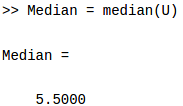 >> Median = median(U)
Median =
5.5000